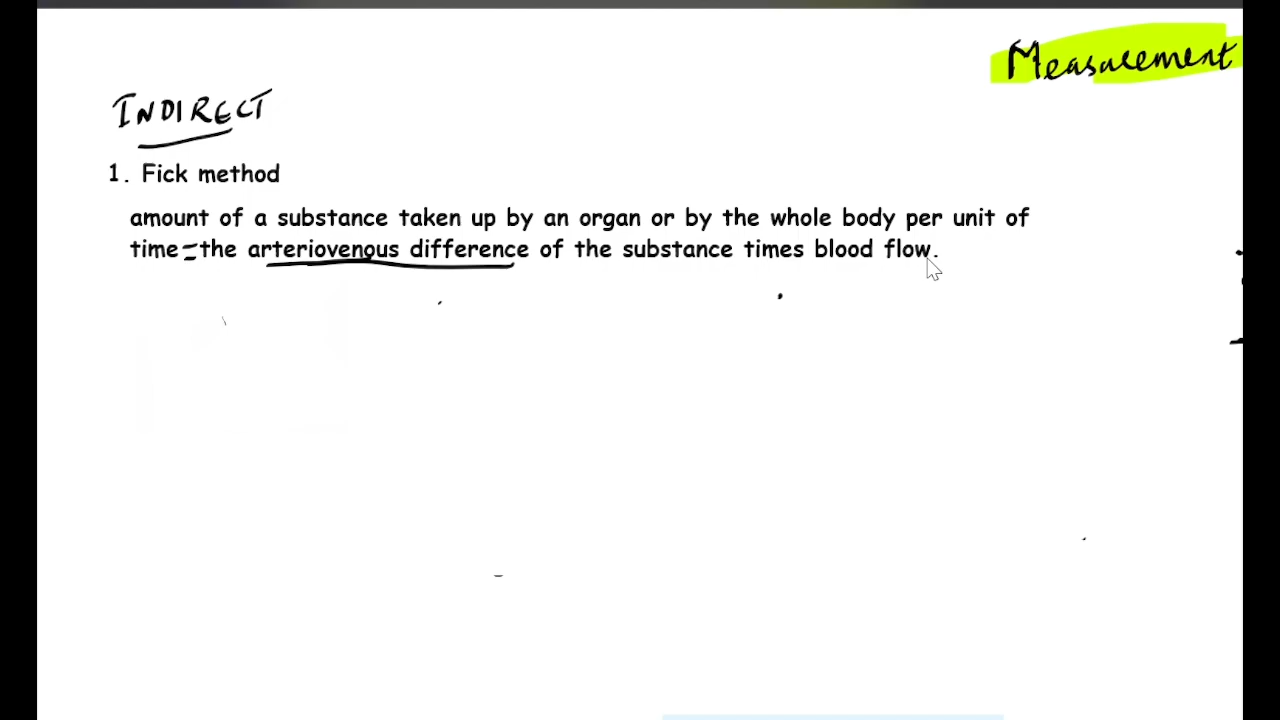 Measurement
INDIRECT
1. Fick method
amount of a substance taken up by an organ or by the whole body per unit of
time = the arteriovenous difference of the substance times blood flow.